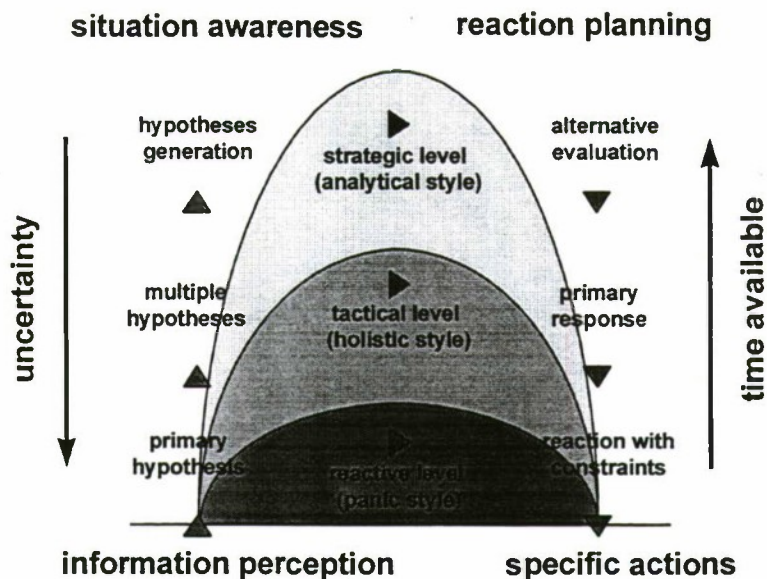 situation awareness
reaction planning
hypotheses
generation
alternative
evaluation
strategic level
(analytical style)
uncertainty
time available
multiple
hypotheses
tactical level
(holistic style)
primary
response
primary
hypothesis
reactive level
(panic style)
reaction with
constraints
information perception
specific actions